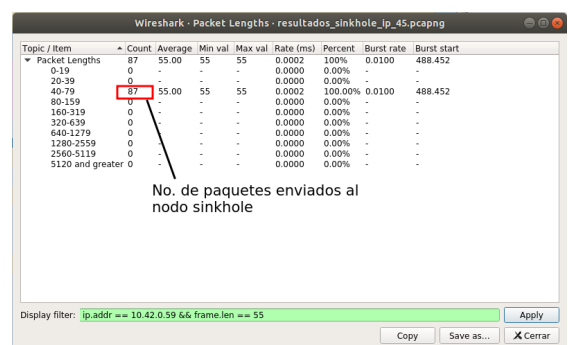 Wireshark · Packet Lengths · resultados_sinkhole_ip_45.pcapng
Topic / Item Count Average Min val Max val Rate (ms) Percent Burst rate Burst start
Packet Lengths 87 55.00 55 55 0.0002 100% 0.0100 488.452
0-19 0 - - - 0.0000 0.00% - -
20-39 0 - - - 0.0000 0.00% - -
40-79 87 55.00 55 55 0.0002 100.00% 0.0100 488.452
80-159 0 - - - 0.0000 0.00% - -
160-319 0 - - - 0.0000 0.00% - -
320-639 0 - - - 0.0000 0.00% - -
640-1279 0 - - - 0.0000 0.00% - -
1280-2559 0 - - - 0.0000 0.00% - -
2560-5119 0 - - - 0.0000 0.00% - -
5120 and greater 0 - - - 0.0000 0.00% - -
No. de paquetes enviados al
nodo sinkhole
Display filter: ip.addr == 10.42.0.59 && frame.len == 55 Apply
Copy Save as... Cerrar